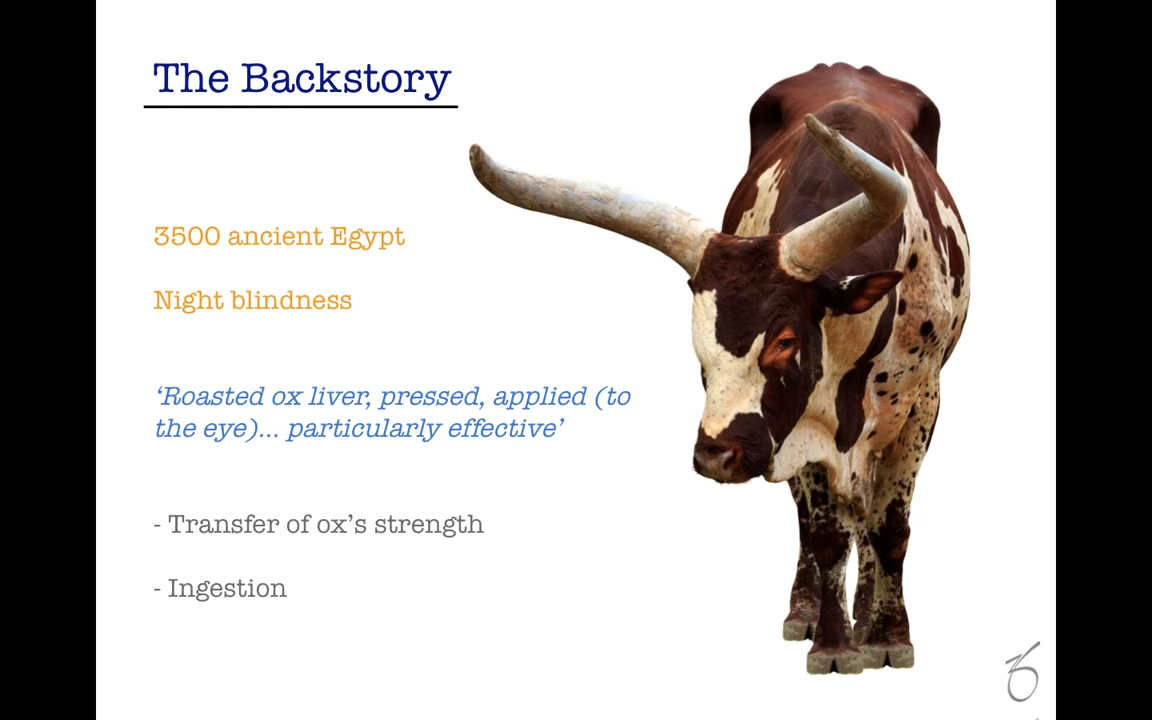 The Backstory
3500 ancient Egypt
Night blindness
‘Roasted ox liver, pressed, applied (to
the eye)... particularly effective’
- Transfer of ox’s strength
- Ingestion